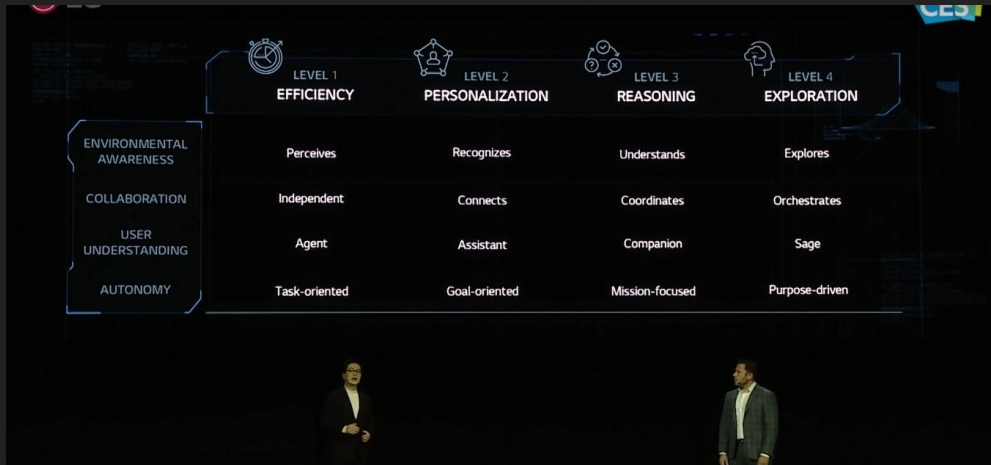 LG
CES
LEVEL 1
EFFICIENCY
LEVEL 2
PERSONALIZATION
LEVEL 3
REASONING
LEVEL 4
EXPLORATION
ENVIRONMENTAL
AWARENESS
Perceives
Recognizes
Understands
Explores
COLLABORATION
Independent
Connects
Coordinates
Orchestrates
USER
UNDERSTANDING
Agent
Assistant
Companion
Sage
AUTONOMY
Task-oriented
Goal-oriented
Mission-focused
Purpose-driven